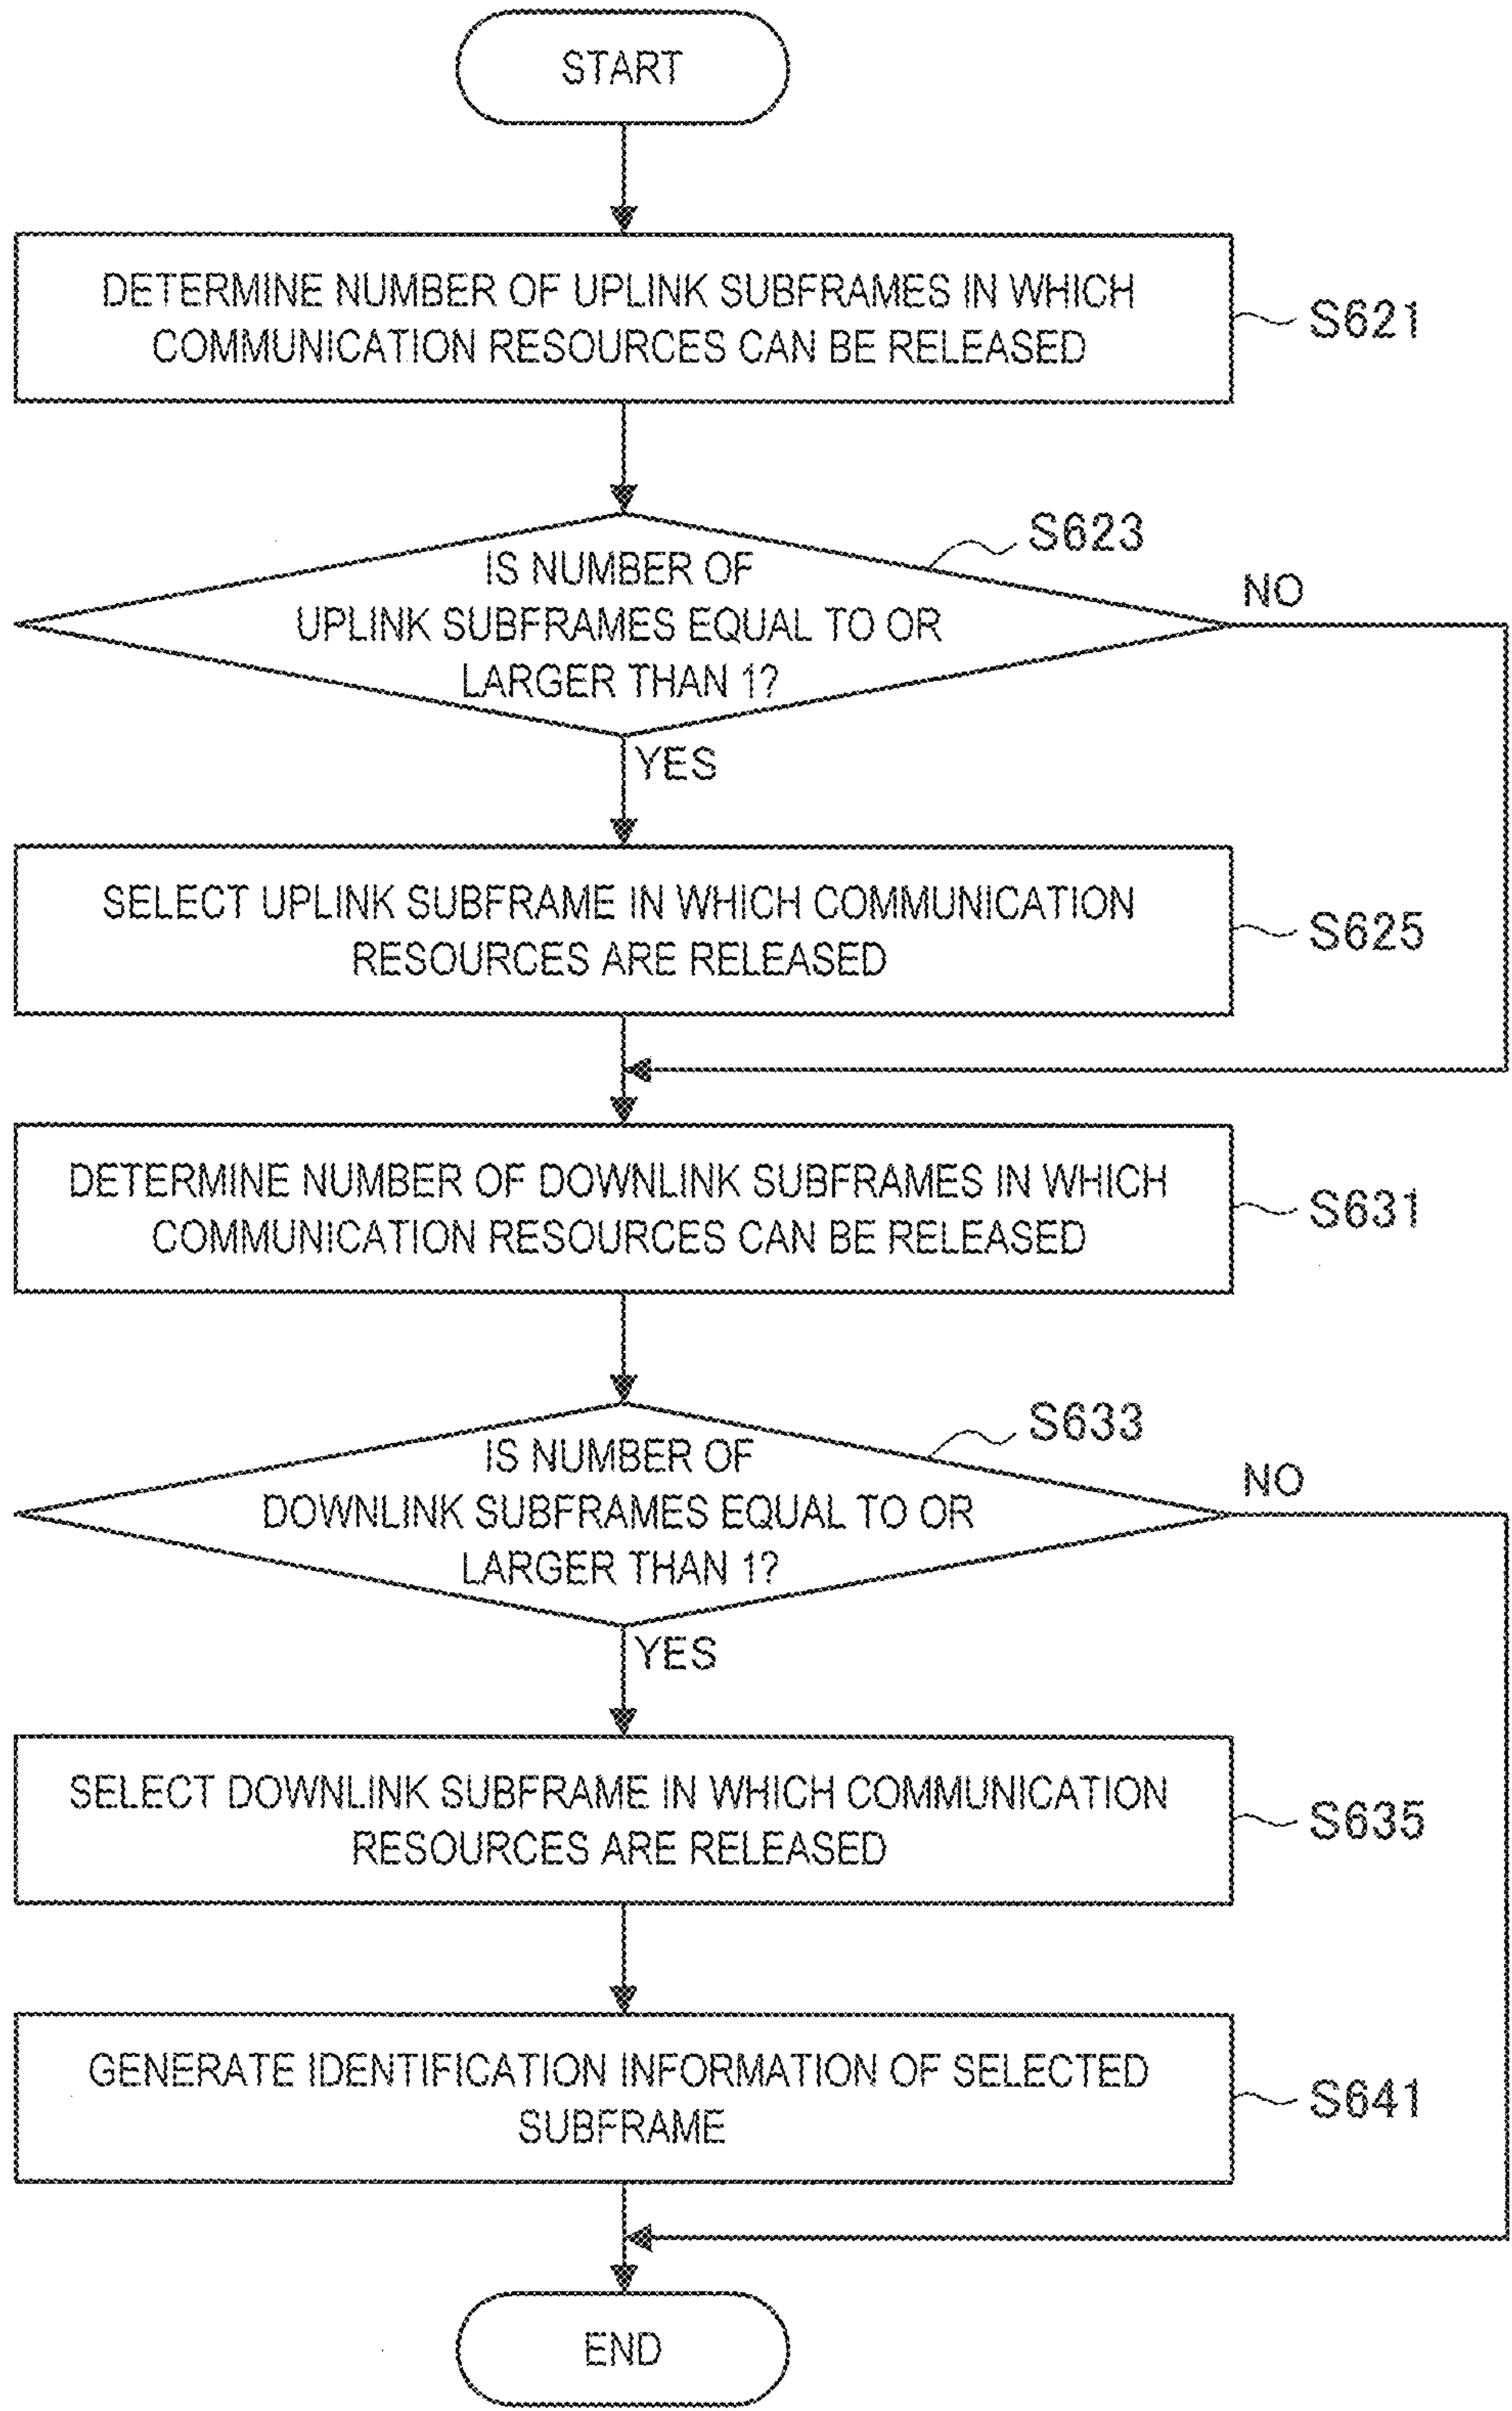 START
DETERMINE NUMBER OF UPLINK SUBFRAMES IN WHICH
COMMUNICATION RESOURCES CAN BE RELEASED
S621
S623
IS NUMBER OF
UPLINK SUBFRAMES EQUAL TO OR
LARGER THAN 1?
NO
YES
SELECT UPLINK SUBFRAME IN WHICH COMMUNICATION
RESOURCES ARE RELEASED
S625
DETERMINE NUMBER OF DOWNLINK SUBFRAMES IN WHICH
COMMUNICATION RESOURCES CAN BE RELEASED
S631
S633
IS NUMBER OF
DOWNLINK SUBFRAMES EQUAL TO OR
LARGER THAN 1?
NO
YES
SELECT DOWNLINK SUBFRAME IN WHICH COMMUNICATION
RESOURCES ARE RELEASED
S635
GENERATE IDENTIFICATION INFORMATION OF SELECTED
SUBFRAME
S641
END